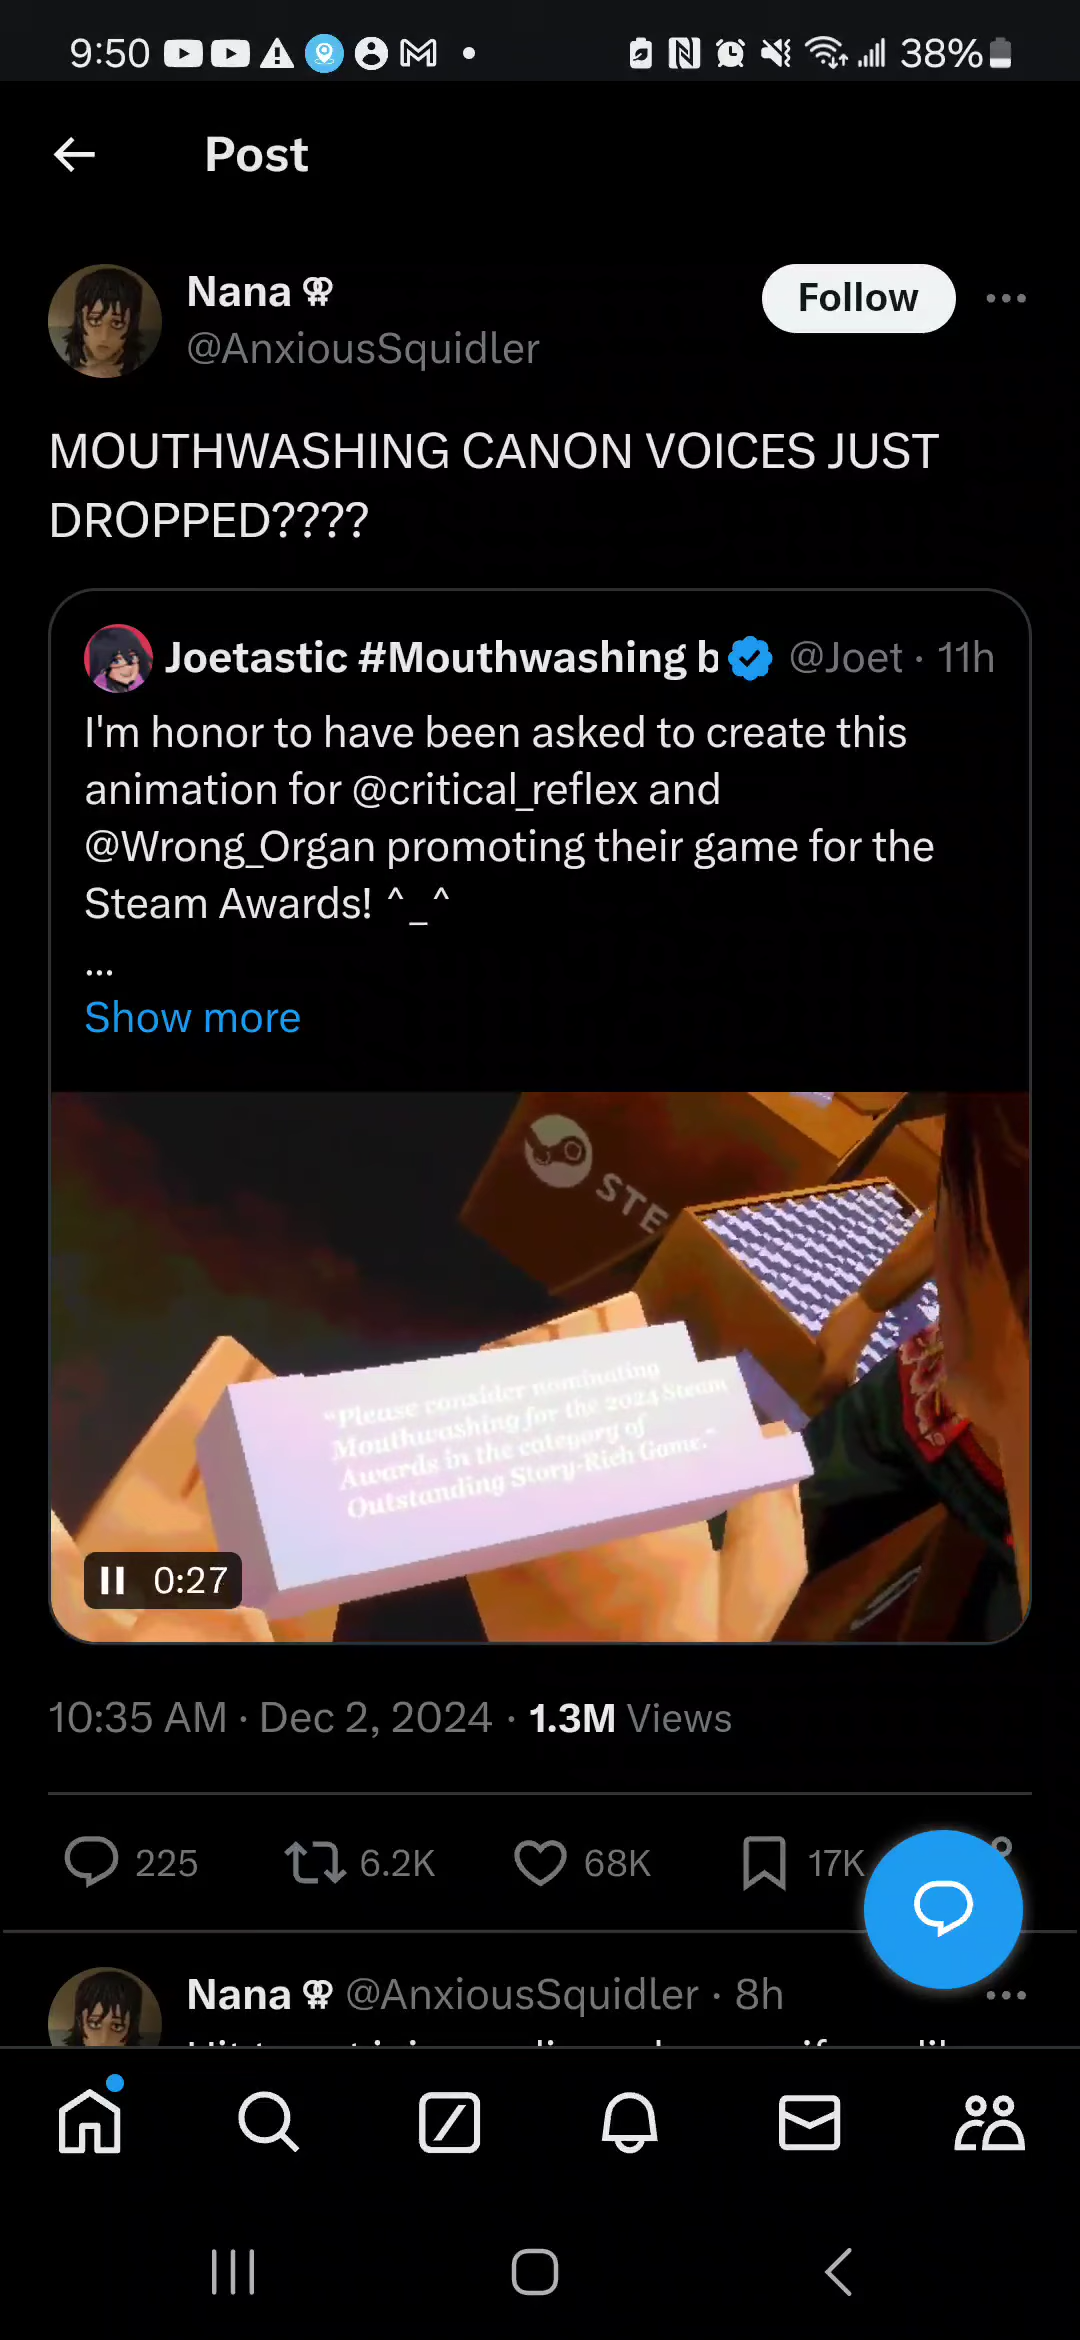 9:50
38%
Post
Nana
@AnxiousSquidler
Follow
MOUTHWASHING CANON VOICES JUST
DROPPED????
Joetastic #Mouthwashing b @Joet · 11h
I'm honor to have been asked to create this
animation for @critical_reflex and
@Wrong_Organ promoting their game for the
Steam Awards! ^_^
...
Show more
STE
"Please consider nominating
Mouthwashing for the 2024 Steam
Awards in the category of
Outstanding Story-Rich Game."
0:27
10:35 AM · Dec 2, 2024 · 1.3M Views
225 6.2K 68K 17K
Nana @AnxiousSquidler · 8h